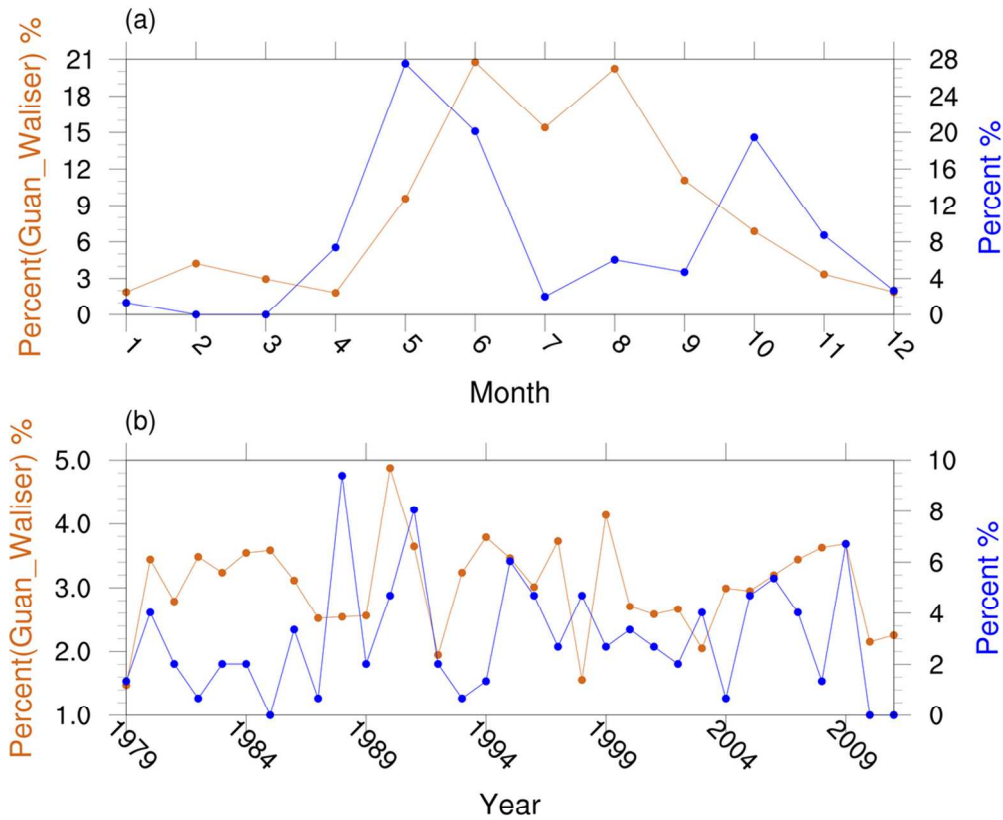 (a)
Percent(Guan_Waliser) %
21
18
15
12
9
6
3
0
28
24
20
16
12
8
4
0
Percent %
1 2 3 4 5 6 7 8 9 10 11 12
Month
(b)
Percent(Guan_Waliser) %
5.0
4.0
3.0
2.0
1.0
10
8
6
4
2
0
Percent %
1979 1984 1989 1994 1999 2004 2009
Year